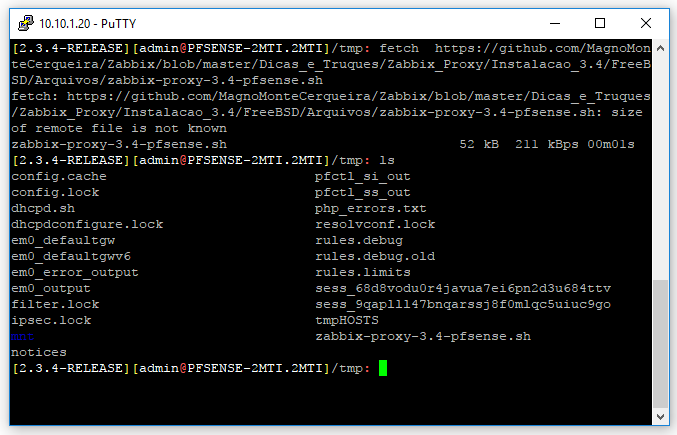 10.10.1.20 - PuTTY
[2.3.4-RELEASE][admin@PFSENSE-2MTI.2MTI]/tmp: fetch  https://github.com/MagnoMon
teCerqueira/Zabbix/blob/master/Dicas_e_Truques/Zabbix_Proxy/Instalacao_3.4/FreeB
SD/Arquivos/zabbix-proxy-3.4-pfsense.sh
fetch: https://github.com/MagnoMonteCerqueira/Zabbix/blob/master/Dicas_e_Truques
/Zabbix_Proxy/Instalacao_3.4/FreeBSD/Arquivos/zabbix-proxy-3.4-pfsense.sh: size
of remote file is not known
zabbix-proxy-3.4-pfsense.sh                             52 kB  211 kBps 00m01s
[2.3.4-RELEASE][admin@PFSENSE-2MTI.2MTI]/tmp: ls
config.cache                          pfctl_si_out
config.lock                           pfctl_ss_out
dhcpd.sh                              php_errors.txt
dhcpdconfigure.lock                   resolvconf.lock
em0_defaultgw                         rules.debug
em0_defaultgwv6                       rules.debug.old
em0_error_output                      rules.limits
em0_output                            sess_68d8vodu0r4javua7ei6pn2d3u684ttv
filter.lock                           sess_9qaplll47bnqarssj8f0mlqc5uiuc9go
ipsec.lock                            tmpHOSTS
mnt                                   zabbix-proxy-3.4-pfsense.sh
notices
[2.3.4-RELEASE][admin@PFSENSE-2MTI.2MTI]/tmp: